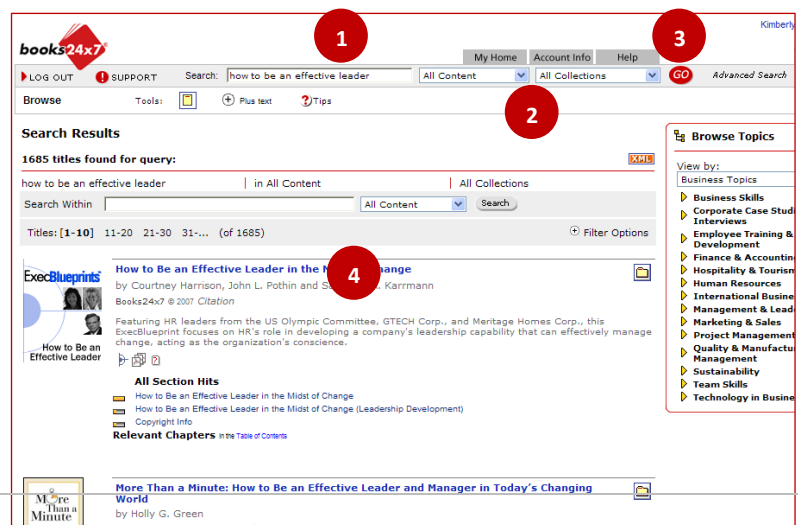 Kimberly
1
3
books24x7
My Home Account Info Help
LOG OUT SUPPORT Search: how to be an effective leader All Content All Collections GO Advanced Search
Browse Tools: Plus text Tips
2
Search Results
1685 titles found for query: XML
how to be an effective leader | in All Content | All Collections
Search Within All Content Search
Titles: [1-10] 11-20 21-30 31-... (of 1685) Filter Options
Browse Topics
View by:
Business Topics
Business Skills
Corporate Case
Interviews
Employee Training &
Development
Finance &
Hospitality &
Human Resources
International
Management &
Marketing & Sales
Project Management
Quality &
Management
Sustainability
Team Skills
Technology in
4
ExecBlueprints
How to Be an
Effective Leader
How to Be an Effective Leader in the
by Courtney Harrison, John L. Pothin and Karrmann
Books24x7 © 2007 Citation
Featuring HR leaders from the US Olympic Committee, GTECH Corp., and Meritage Homes Corp., this
ExecBlueprint focuses on HR's role in developing a company's leadership capability that can effectively manage
change, acting as the organization's conscience.
All Section Hits
How to Be an Effective Leader in the Midst of Change
How to Be an Effective Leader in the Midst of Change (Leadership Development)
Copyright Info
Relevant Chapters in the Table of Contents
More
Than a
Minute
More Than a Minute: How to Be an Effective Leader and Manager in Today's Changing
World
by Holly G. Green